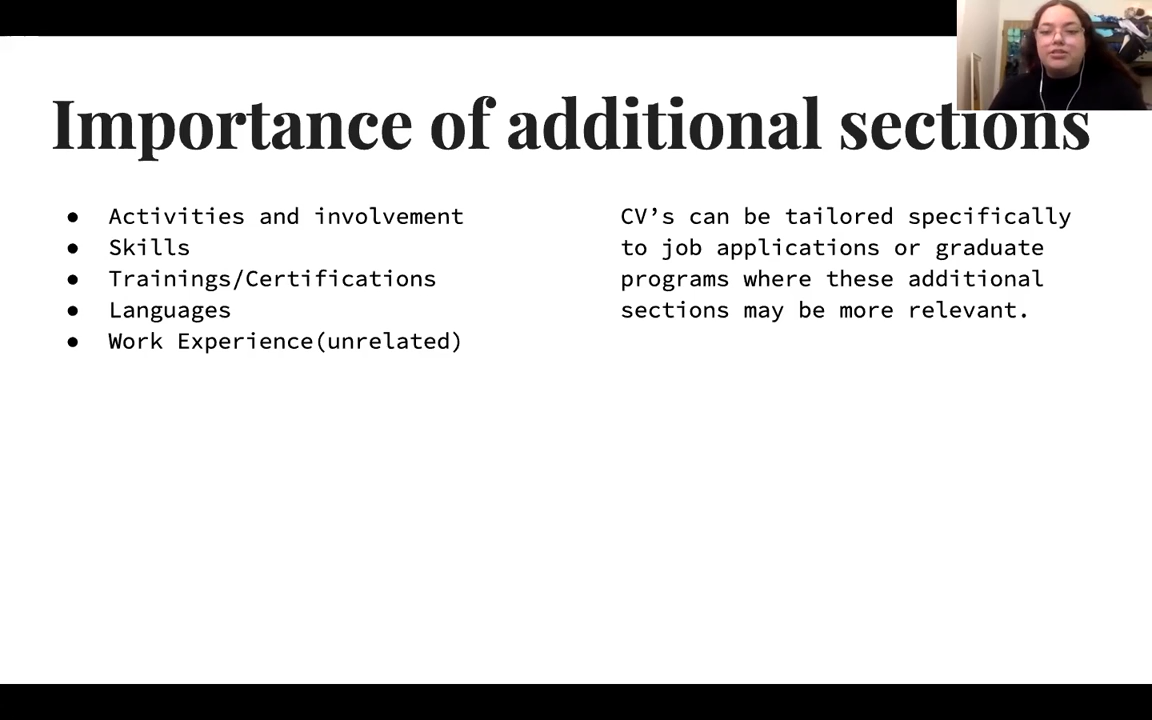 Importance of additional sections
● Activities and involvement
● Skills
● Trainings/Certifications
● Languages
● Work Experience(unrelated)
CV’s can be tailored specifically
to job applications or graduate
programs where these additional
sections may be more relevant.